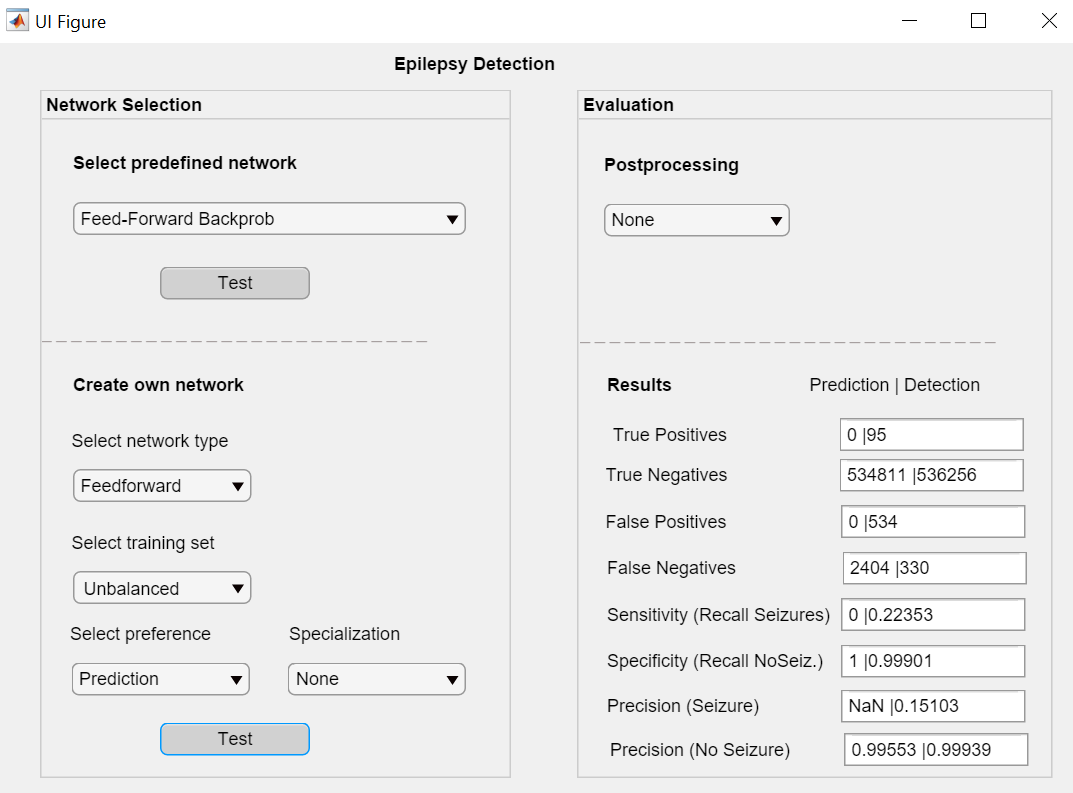 UI Figure
Epilepsy Detection
Network Selection
Select predefined network
Feed-Forward Backprob
Test
Create own network
Select network type
Feedforward
Select training set
Unbalanced
Select preference
Specialization
Prediction
None
Test
Evaluation
Postprocessing
None
Results
Prediction | Detection
True Positives
0 |95
True Negatives
534811 |536256
False Positives
0 |534
False Negatives
2404 |330
Sensitivity (Recall Seizures)
0 |0.22353
Specificity (Recall NoSeiz.)
1 |0.99901
Precision (Seizure)
NaN |0.15103
Precision (No Seizure)
0.99553 |0.99939